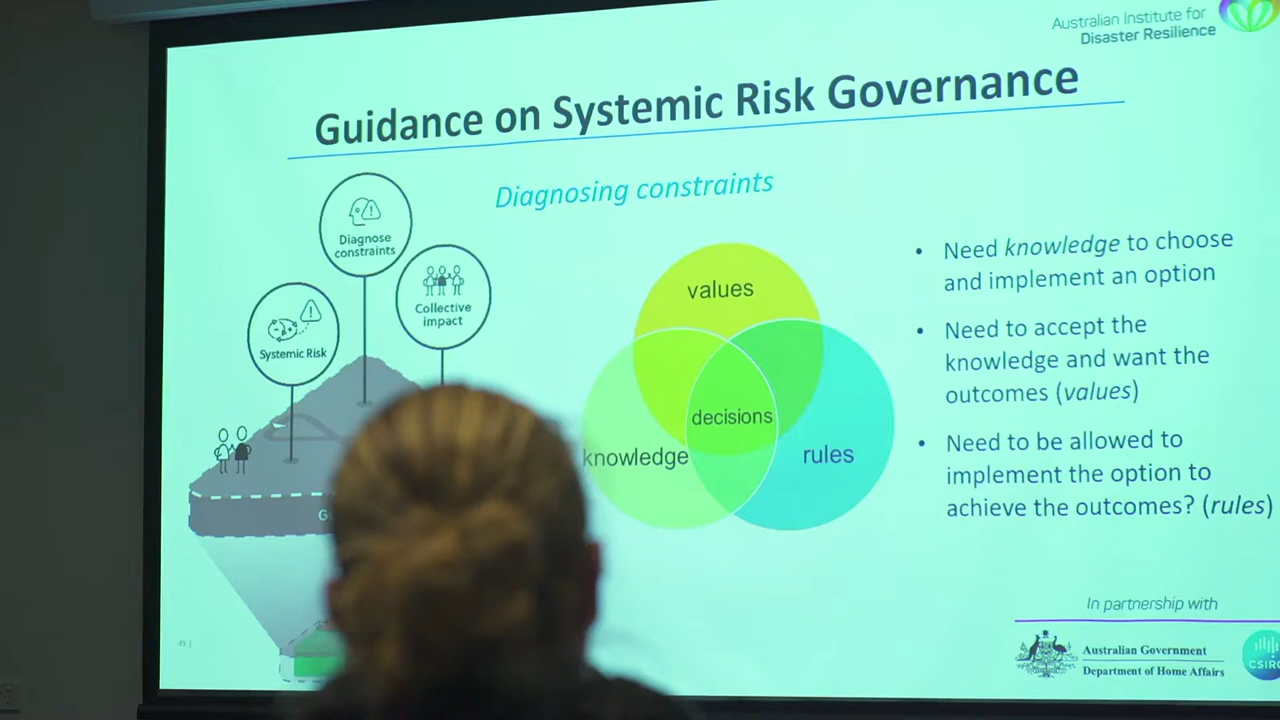 Australian Institute for
Disaster Resilience
Guidance on Systemic Risk Governance
Diagnosing constraints
Diagnose
constraints
Collective
impact
Systemic Risk
values
decisions
knowledge
rules
• Need knowledge to choose
and implement an option
• Need to accept the
knowledge and want the
outcomes (values)
• Need to be allowed to
implement the option to
achieve the outcomes? (rules)
In partnership with
Australian Government
Department of Home Affairs
CSIRO